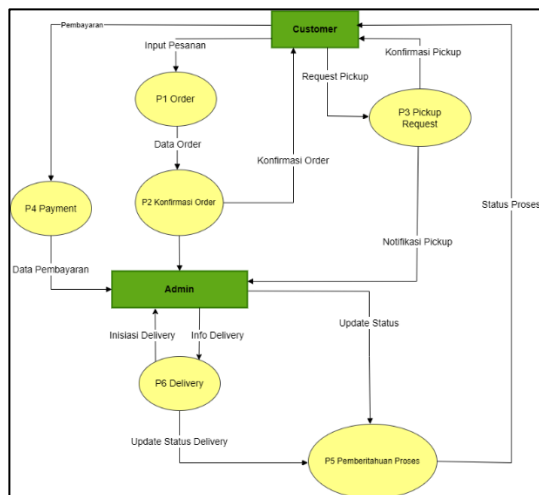 Pembayaran
Customer
Input Pesanan
Konfirmasi Pickup
Request Pickup
P1 Order
P3 Pickup
Request
Data Order
Konfirmasi Order
P4 Payment
P2 Konfirmasi Order
Status Proses
Notifikasi Pickup
Data Pembayaran
Admin
Update Status
Inisiasi Delivery
Info Delivery
P6 Delivery
Update Status Delivery
P5 Pemberitahuan Proses